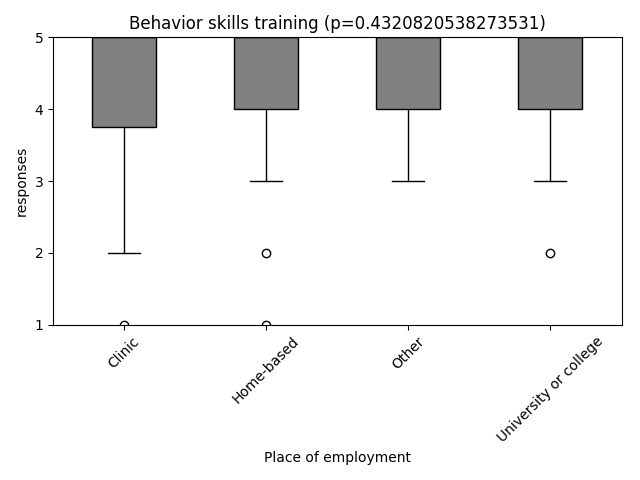 Behavior skills training (p=0.4320820538273531)
responses
5
4
3
2
1
Clinic
Home-based
Other
University or college
Place of employment